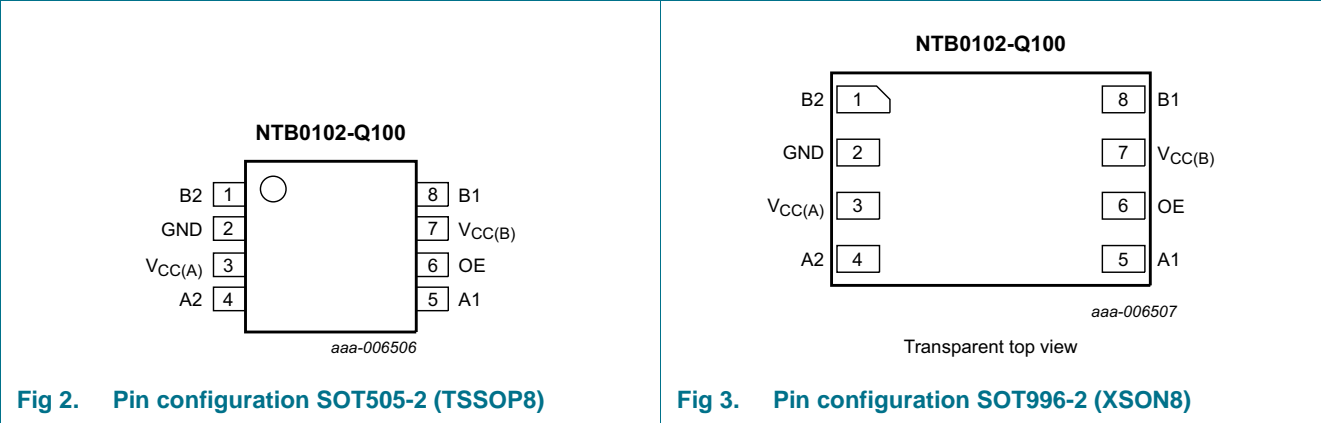 NTB0102-Q100
B2 1 8 B1
GND 2 7 VCC(B)
VCC(A) 3 6 OE
A2 4 5 A1
aaa-006506
Fig 2. Pin configuration SOT505-2 (TSSOP8)
NTB0102-Q100
B2 1 8 B1
GND 2 7 VCC(B)
VCC(A) 3 6 OE
A2 4 5 A1
aaa-006507
Transparent top view
Fig 3. Pin configuration SOT996-2 (XSON8)